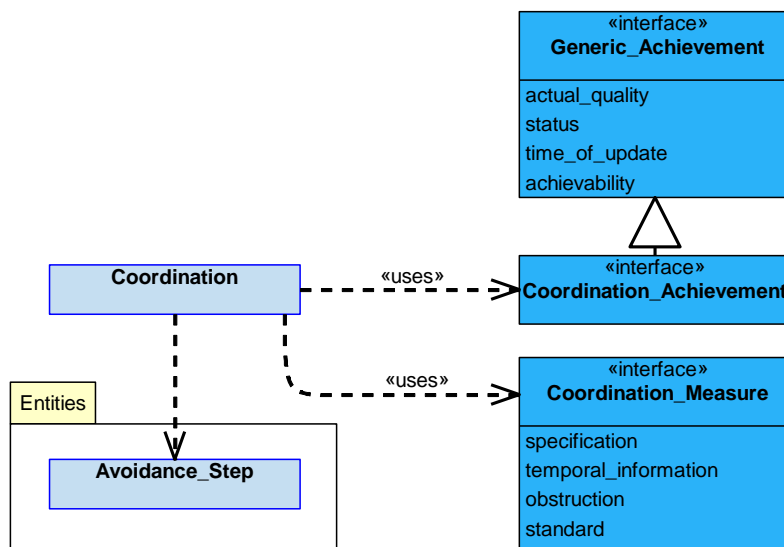 «interface»
Generic_Achievement
actual_quality
status
time_of_update
achievability
Coordination
«uses»
«interface»
Coordination_Achievement
«uses»
«interface»
Coordination_Measure
specification
temporal_information
obstruction
standard
Entities
Avoidance_Step